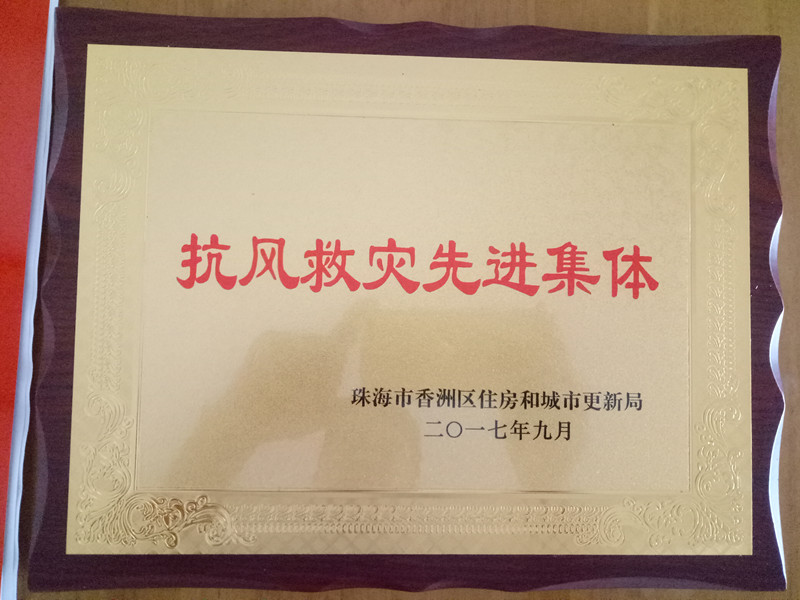 抗风救灾先进集体
珠海市香洲区住房和城市更新局
二〇一七年九月